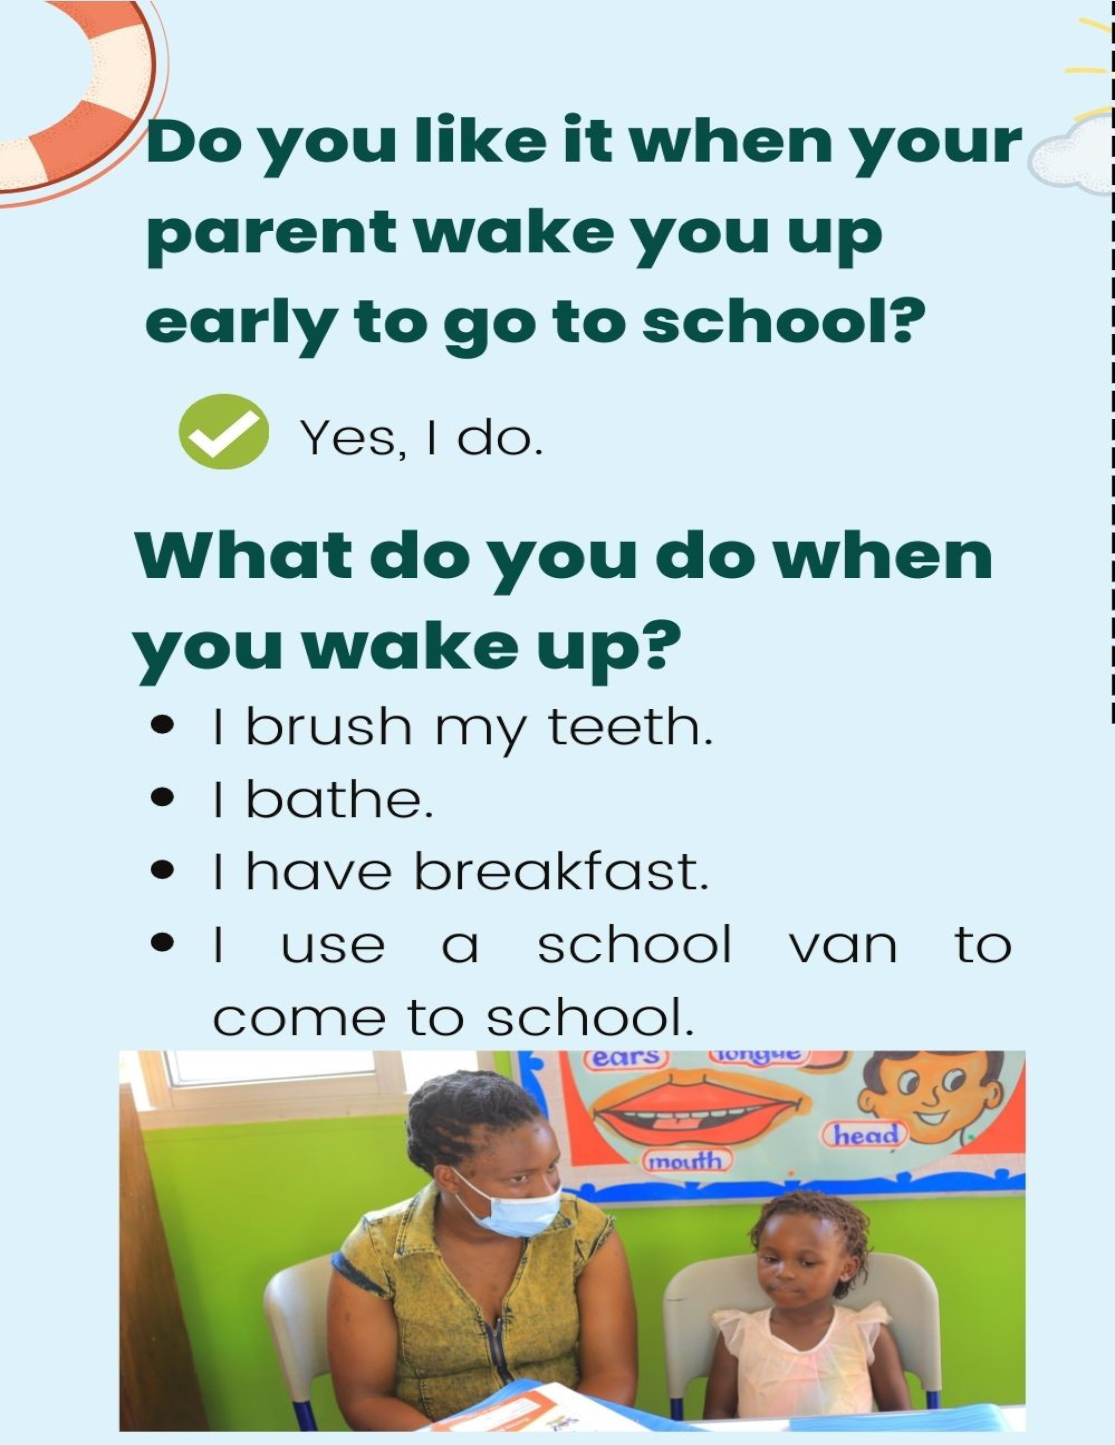 Do you like it when your
parent wake you up
early to go to school?
Yes, I do.
What do you do when
you wake up?
• I brush my teeth.
• I bathe.
• I have breakfast.
• I use a school van to
come to school.
ears
tongue
head
mouth